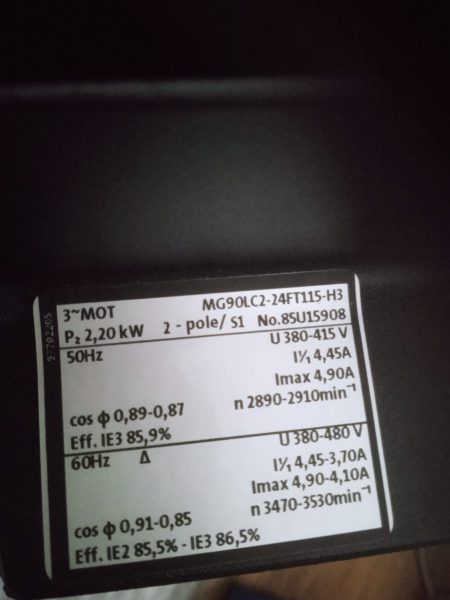 3~MOT MG90LC2-24FT115-H3
P₂ 2,20 kW 2 - pole/ S1 No.85U15908
50Hz U 380-415 V
I¹⁄₁ 4,45A
Imax 4,90A
cos ϕ 0,89-0,87 n 2890-2910min⁻¹
Eff. IE3 85,9%
60Hz Δ U 380-480 V
I¹⁄₁ 4,45-3,70A
Imax 4,90-4,10A
cos ϕ 0,91-0,85 n 3470-3530min⁻¹
Eff. IE2 85,5% - IE3 86,5%
97702205